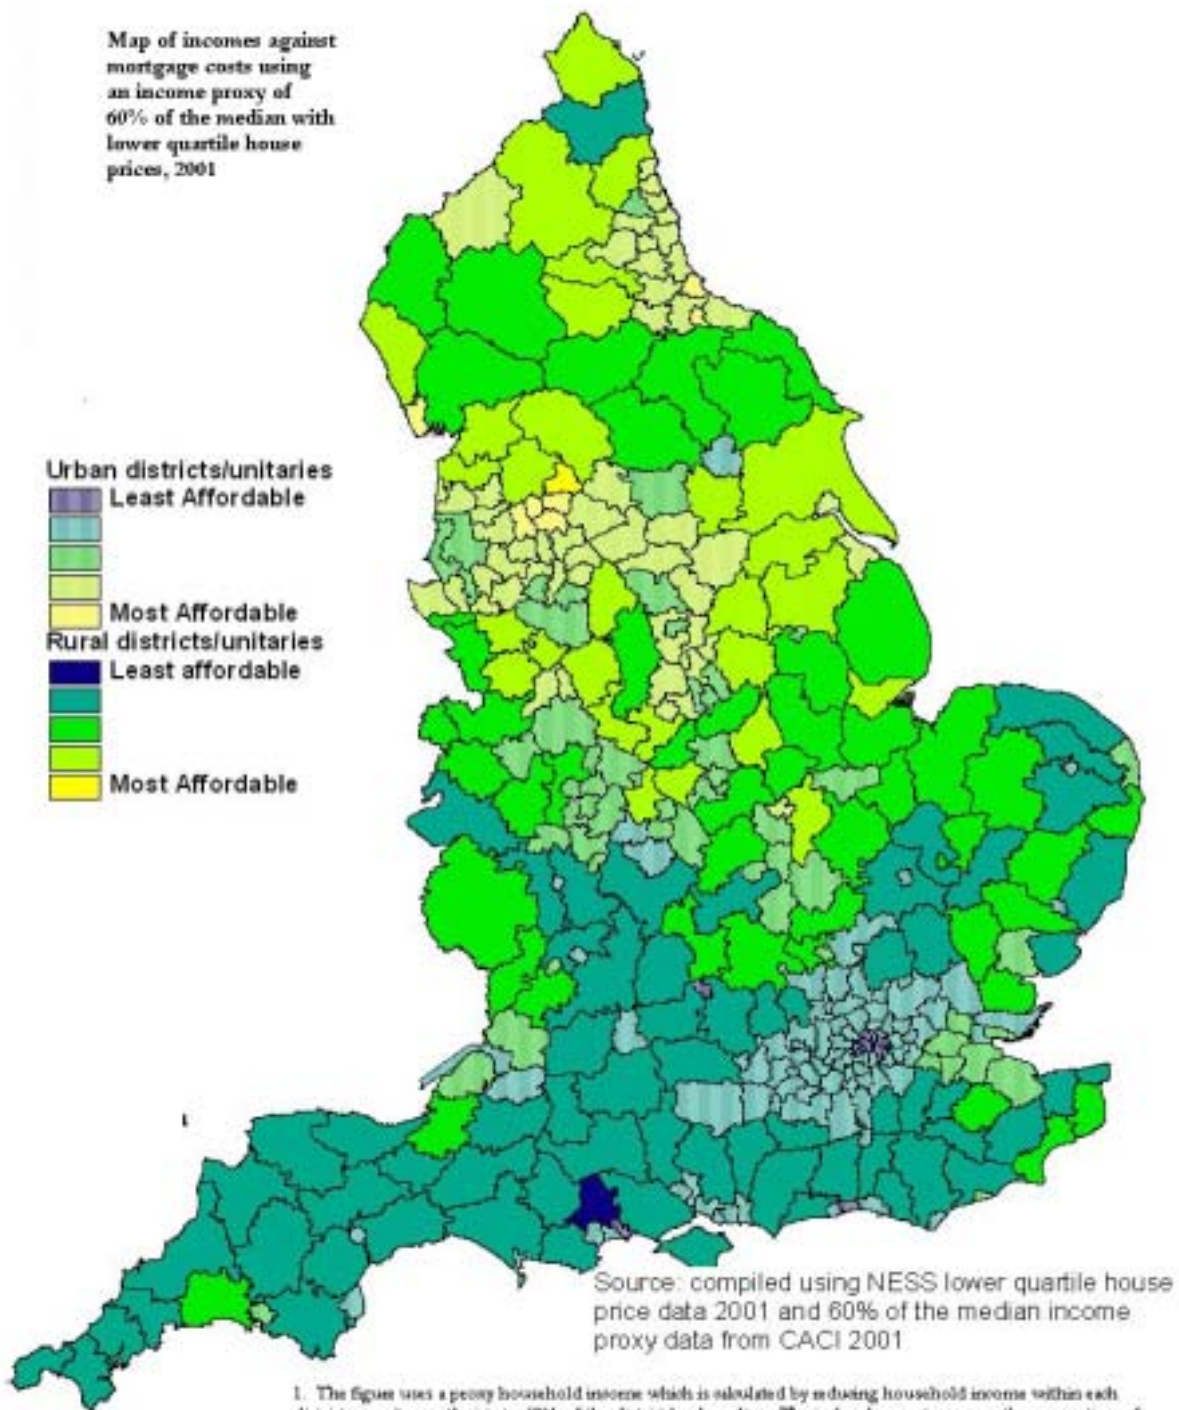 Map of incomes against
mortgage costs using
an income proxy of
60% of the median with
lower quartile house
prices, 2001
Urban districts/unitaries
Least Affordable
Most Affordable
Rural districts/unitaries
Least affordable
Most Affordable
Source: compiled using NESS lower quartile house
price data 2001 and 60% of the median income
proxy data from CACI 2001
1. The figure uses a proxy household income which is calculated by reducing household income within each